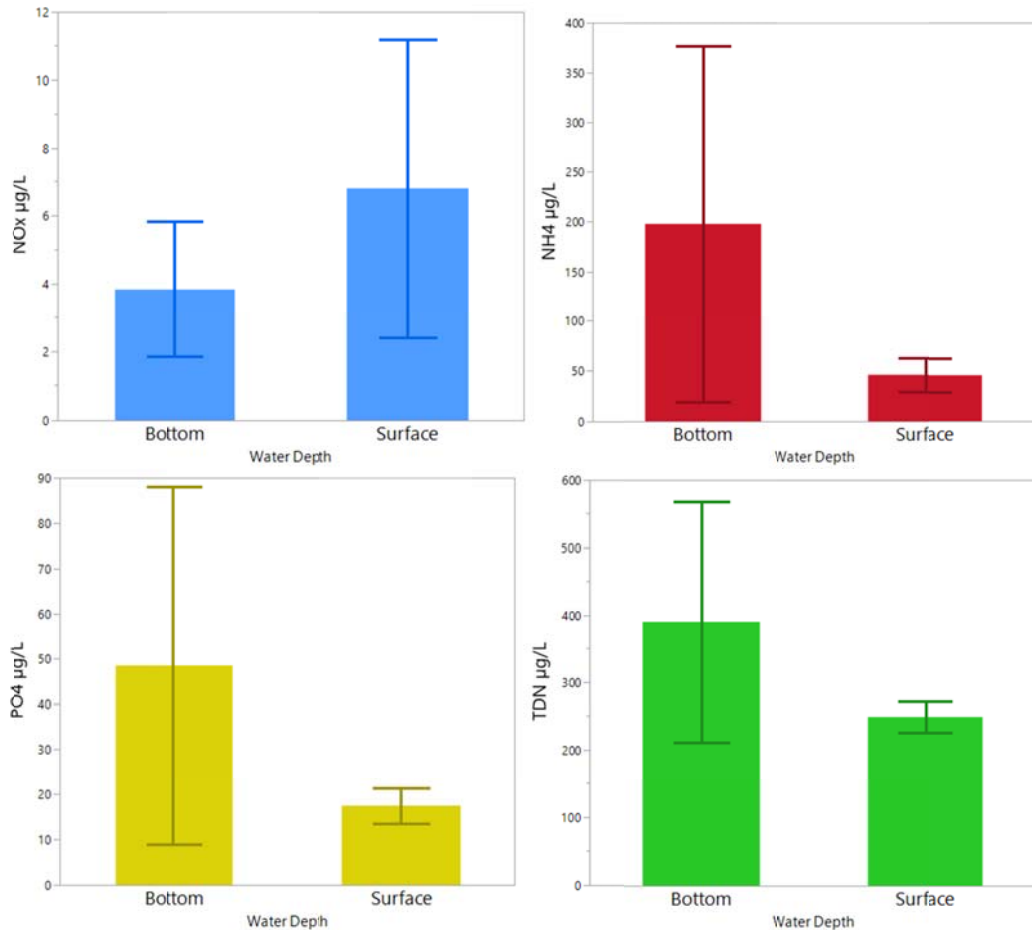 NOx µg/L
12
10
8
6
4
2
0
Bottom Surface
Water Depth
NH4 µg/L
400
350
300
250
200
150
100
50
0
Bottom Surface
Water Depth
PO4 µg/L
90
80
70
60
50
40
30
20
10
0
Bottom Surface
Water Depth
TDN µg/L
600
500
400
300
200
100
0
Bottom Surface
Water Depth